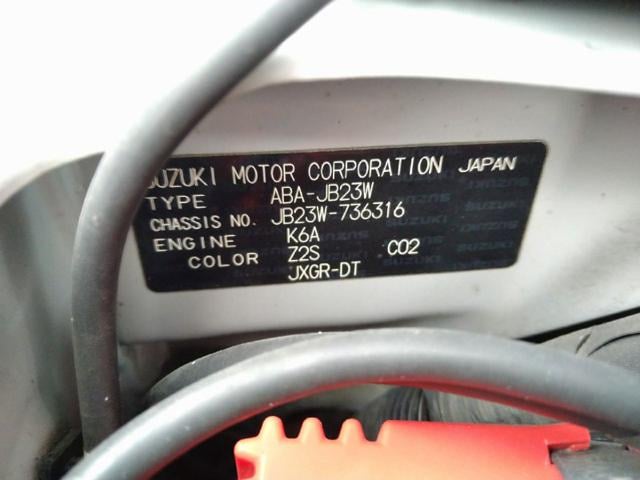 SUZUKI MOTOR CORPORATION JAPAN
TYPE ABA-JB23W
CHASSIS NO. JB23W-736316
ENGINE K6A
COLOR Z2S C02
JXGR-DT